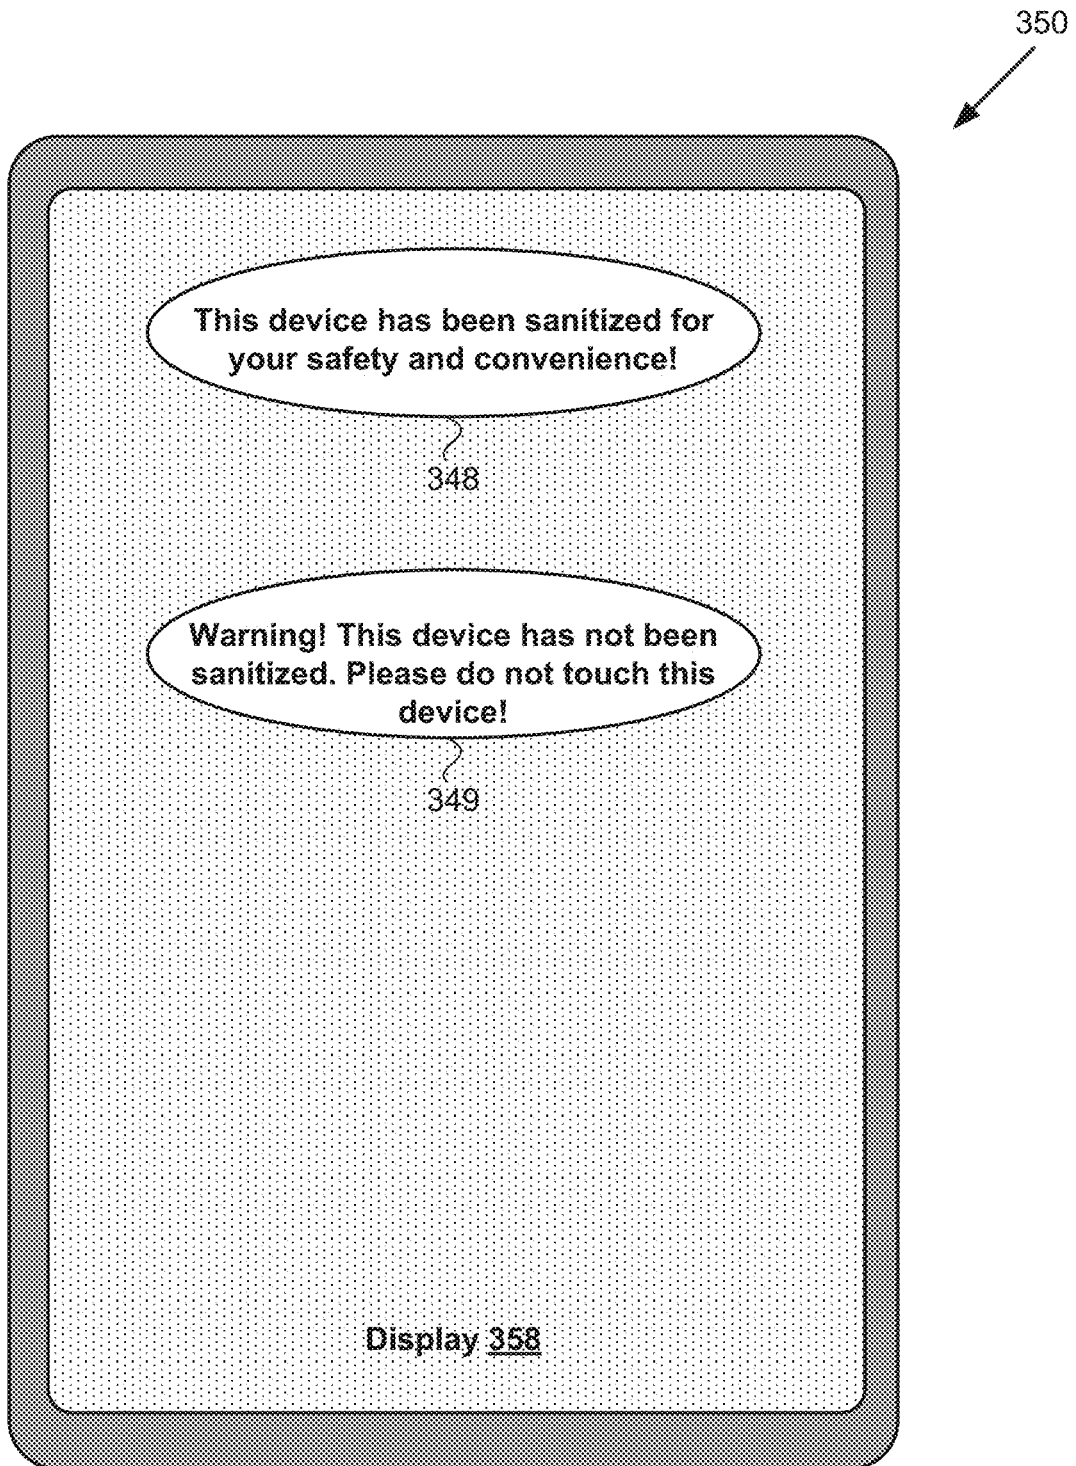 350
This device has been sanitized for
your safety and convenience!
348
Warning! This device has not been
sanitized. Please do not touch this
device!
349
Display 358